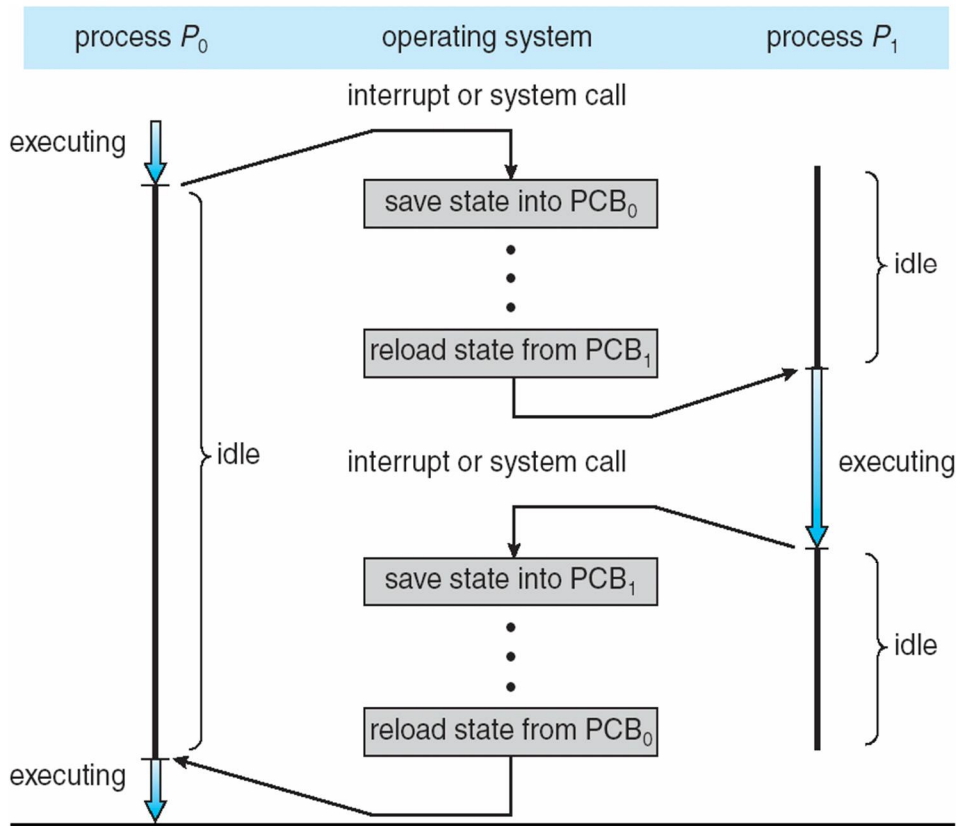 process P₀ operating system process P₁
interrupt or system call
executing
save state into PCB₀
idle
reload state from PCB₁
idle
interrupt or system call
executing
save state into PCB₁
idle
reload state from PCB₀
executing